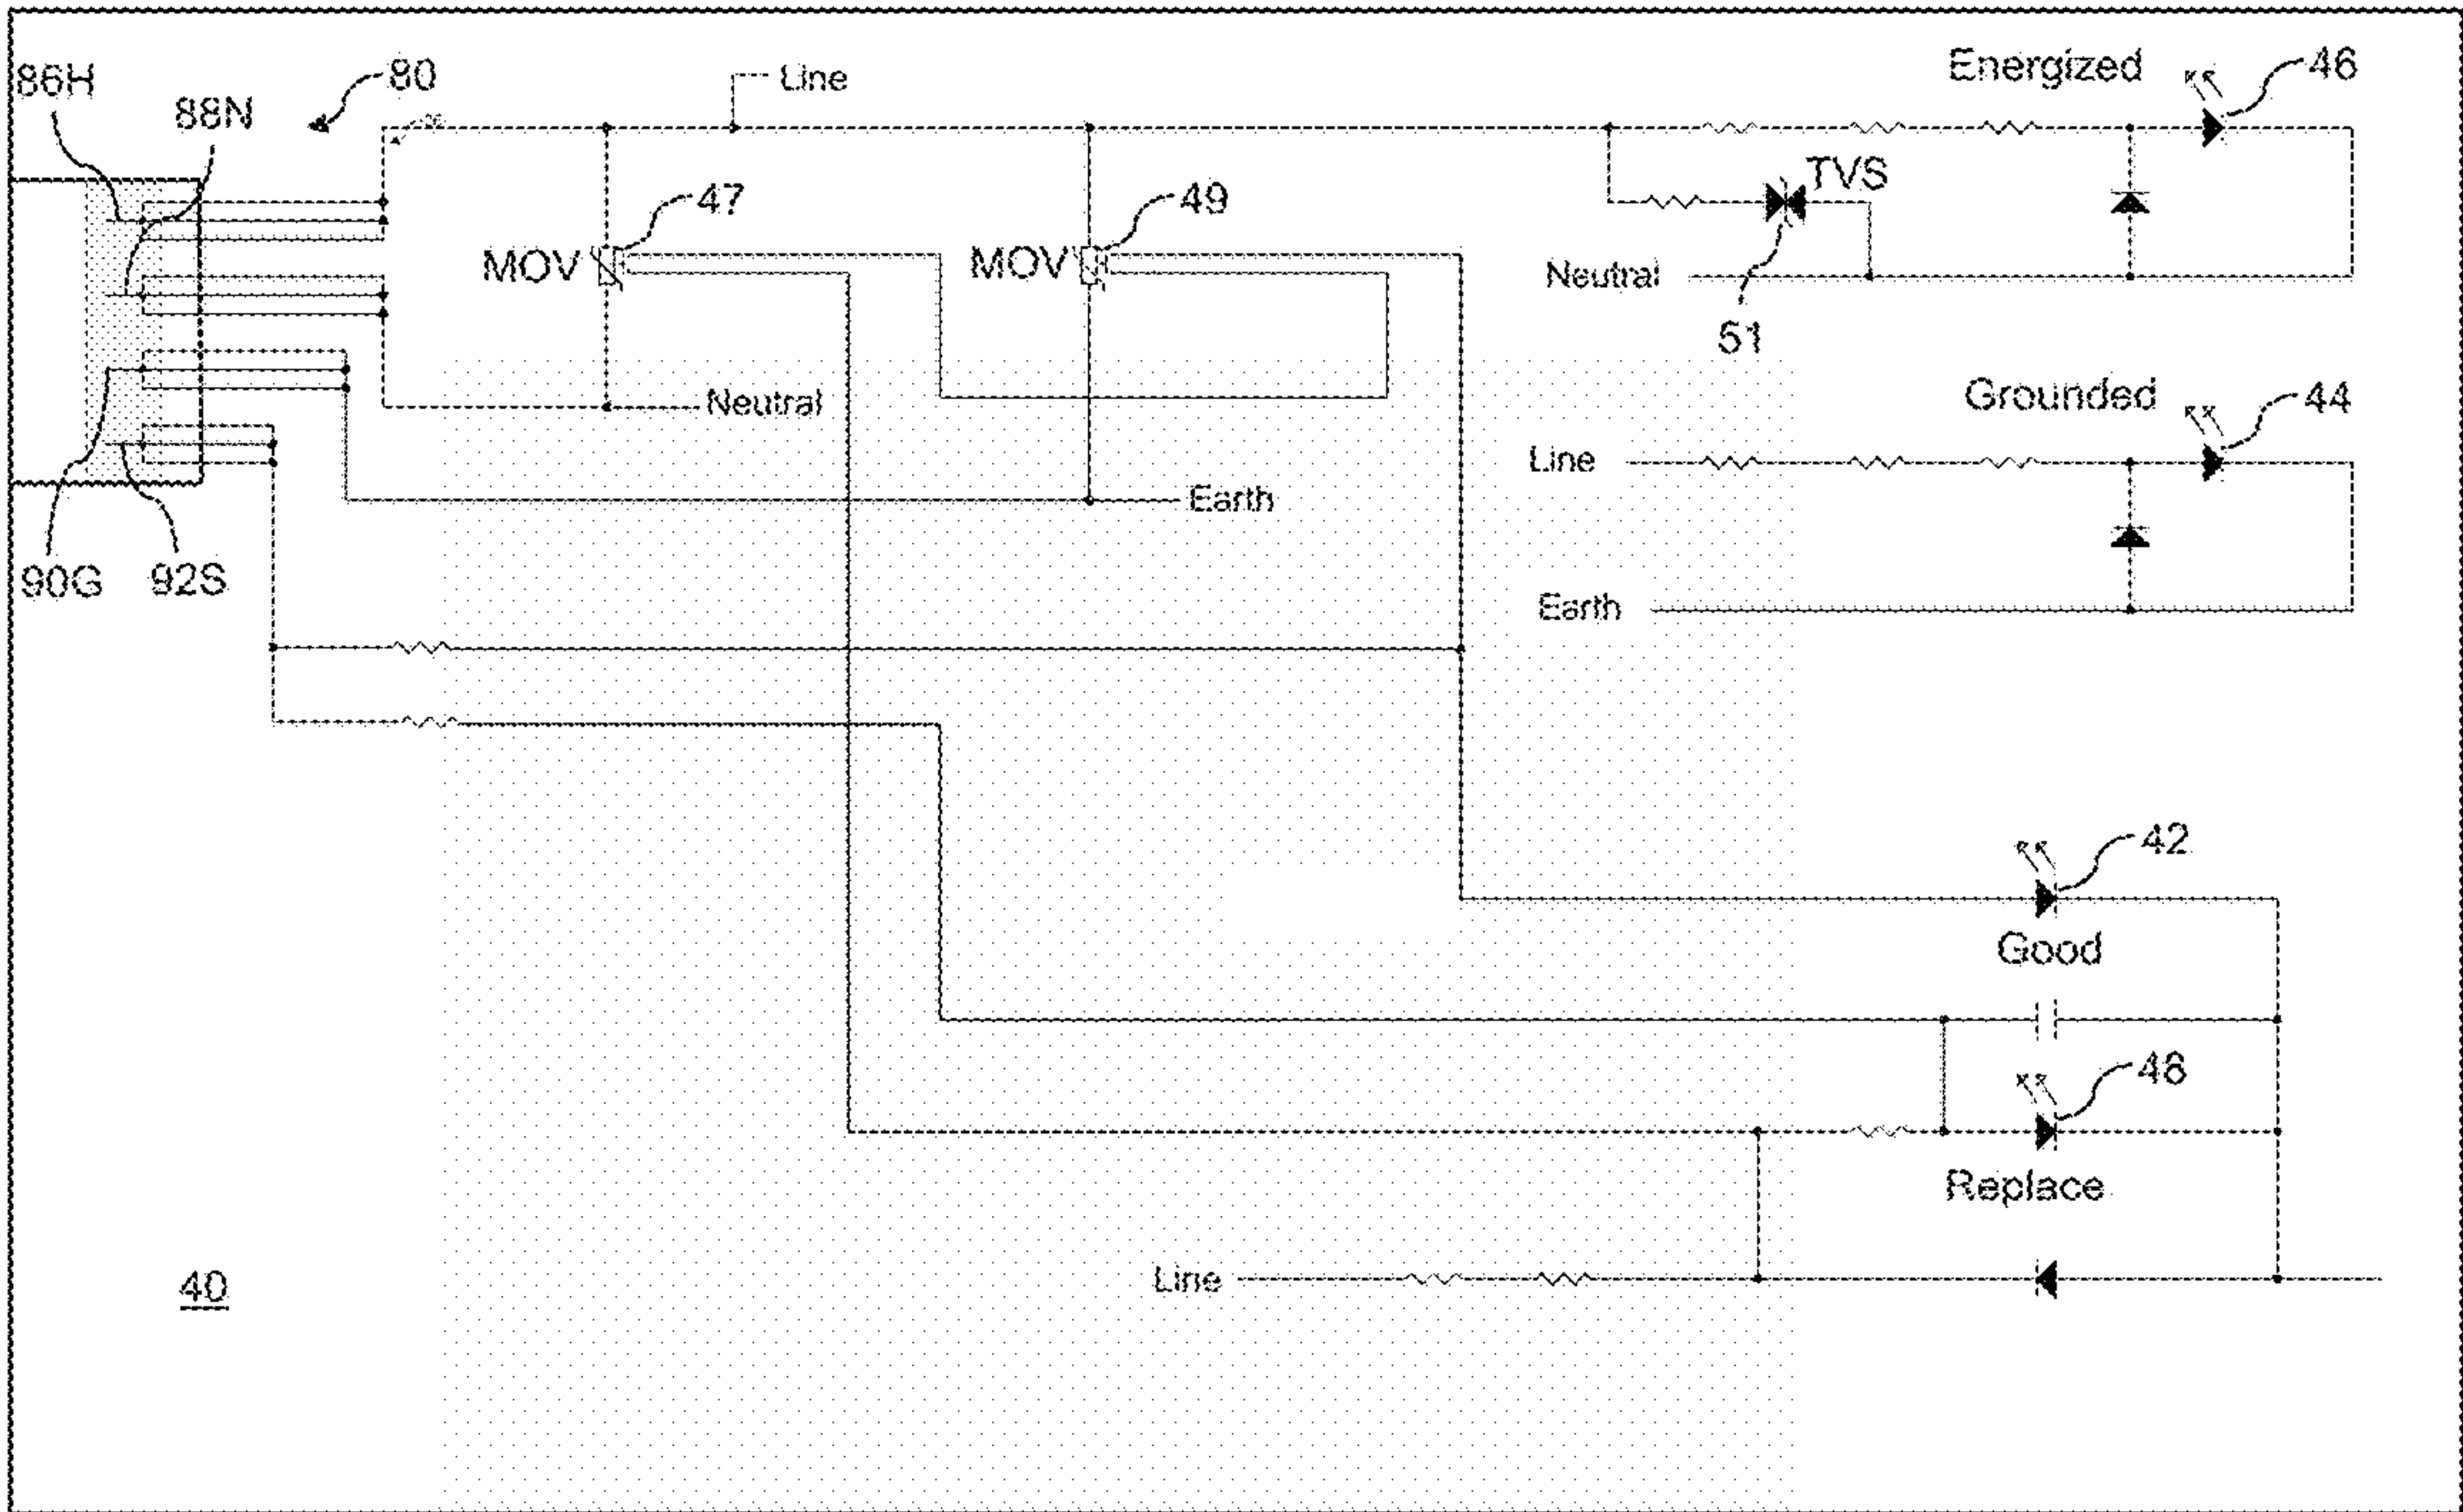 86H
88N
80
Line
Energized
46
47
49
TVS
MOV
MOV
Neutral
51
Neutral
Grounded
44
Line
Earth
90G
92S
Earth
42
Good
48
Replace
Line
40